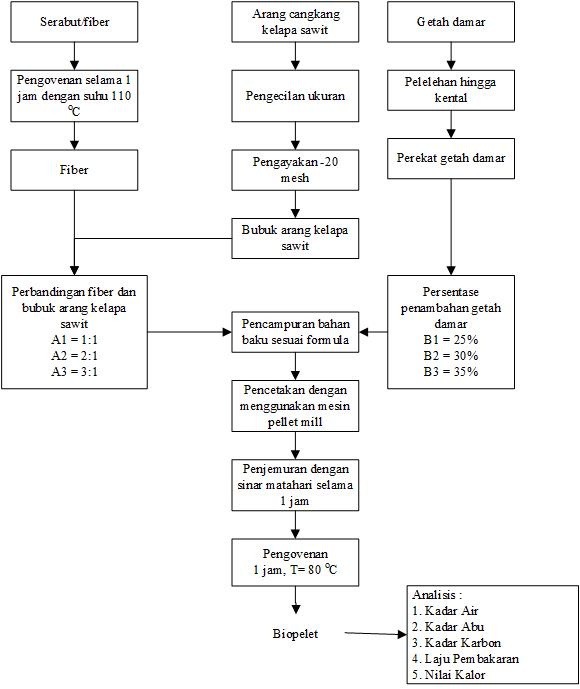 Serabut/fiber
Arang cangkang
kelapa sawit
Getah damar
Pengovenan selama 1
jam dengan suhu 110
⁰C
Pengecilan ukuran
Pelelehan hingga
kental
Fiber
Pengayakan -20
mesh
Perekat getah damar
Bubuk arang kelapa
sawit
Perbandingan fiber dan
bubuk arang kelapa
sawit
A1 = 1:1
A2 = 2:1
A3 = 3:1
Pencampuran bahan
baku sesuai formula
Persentase
penambahan getah
damar
B1 = 25%
B2 = 30%
B3 = 35%
Pencetakan dengan
menggunakan mesin
pellet mill
Penjemuran dengan
sinar matahari selama
1 jam
Pengovenan
1 jam, T= 80 ⁰C
Biopelet
Analisis :
1. Kadar Air
2. Kadar Abu
3. Kadar Karbon
4. Laju Pembakaran
5. Nilai Kalor